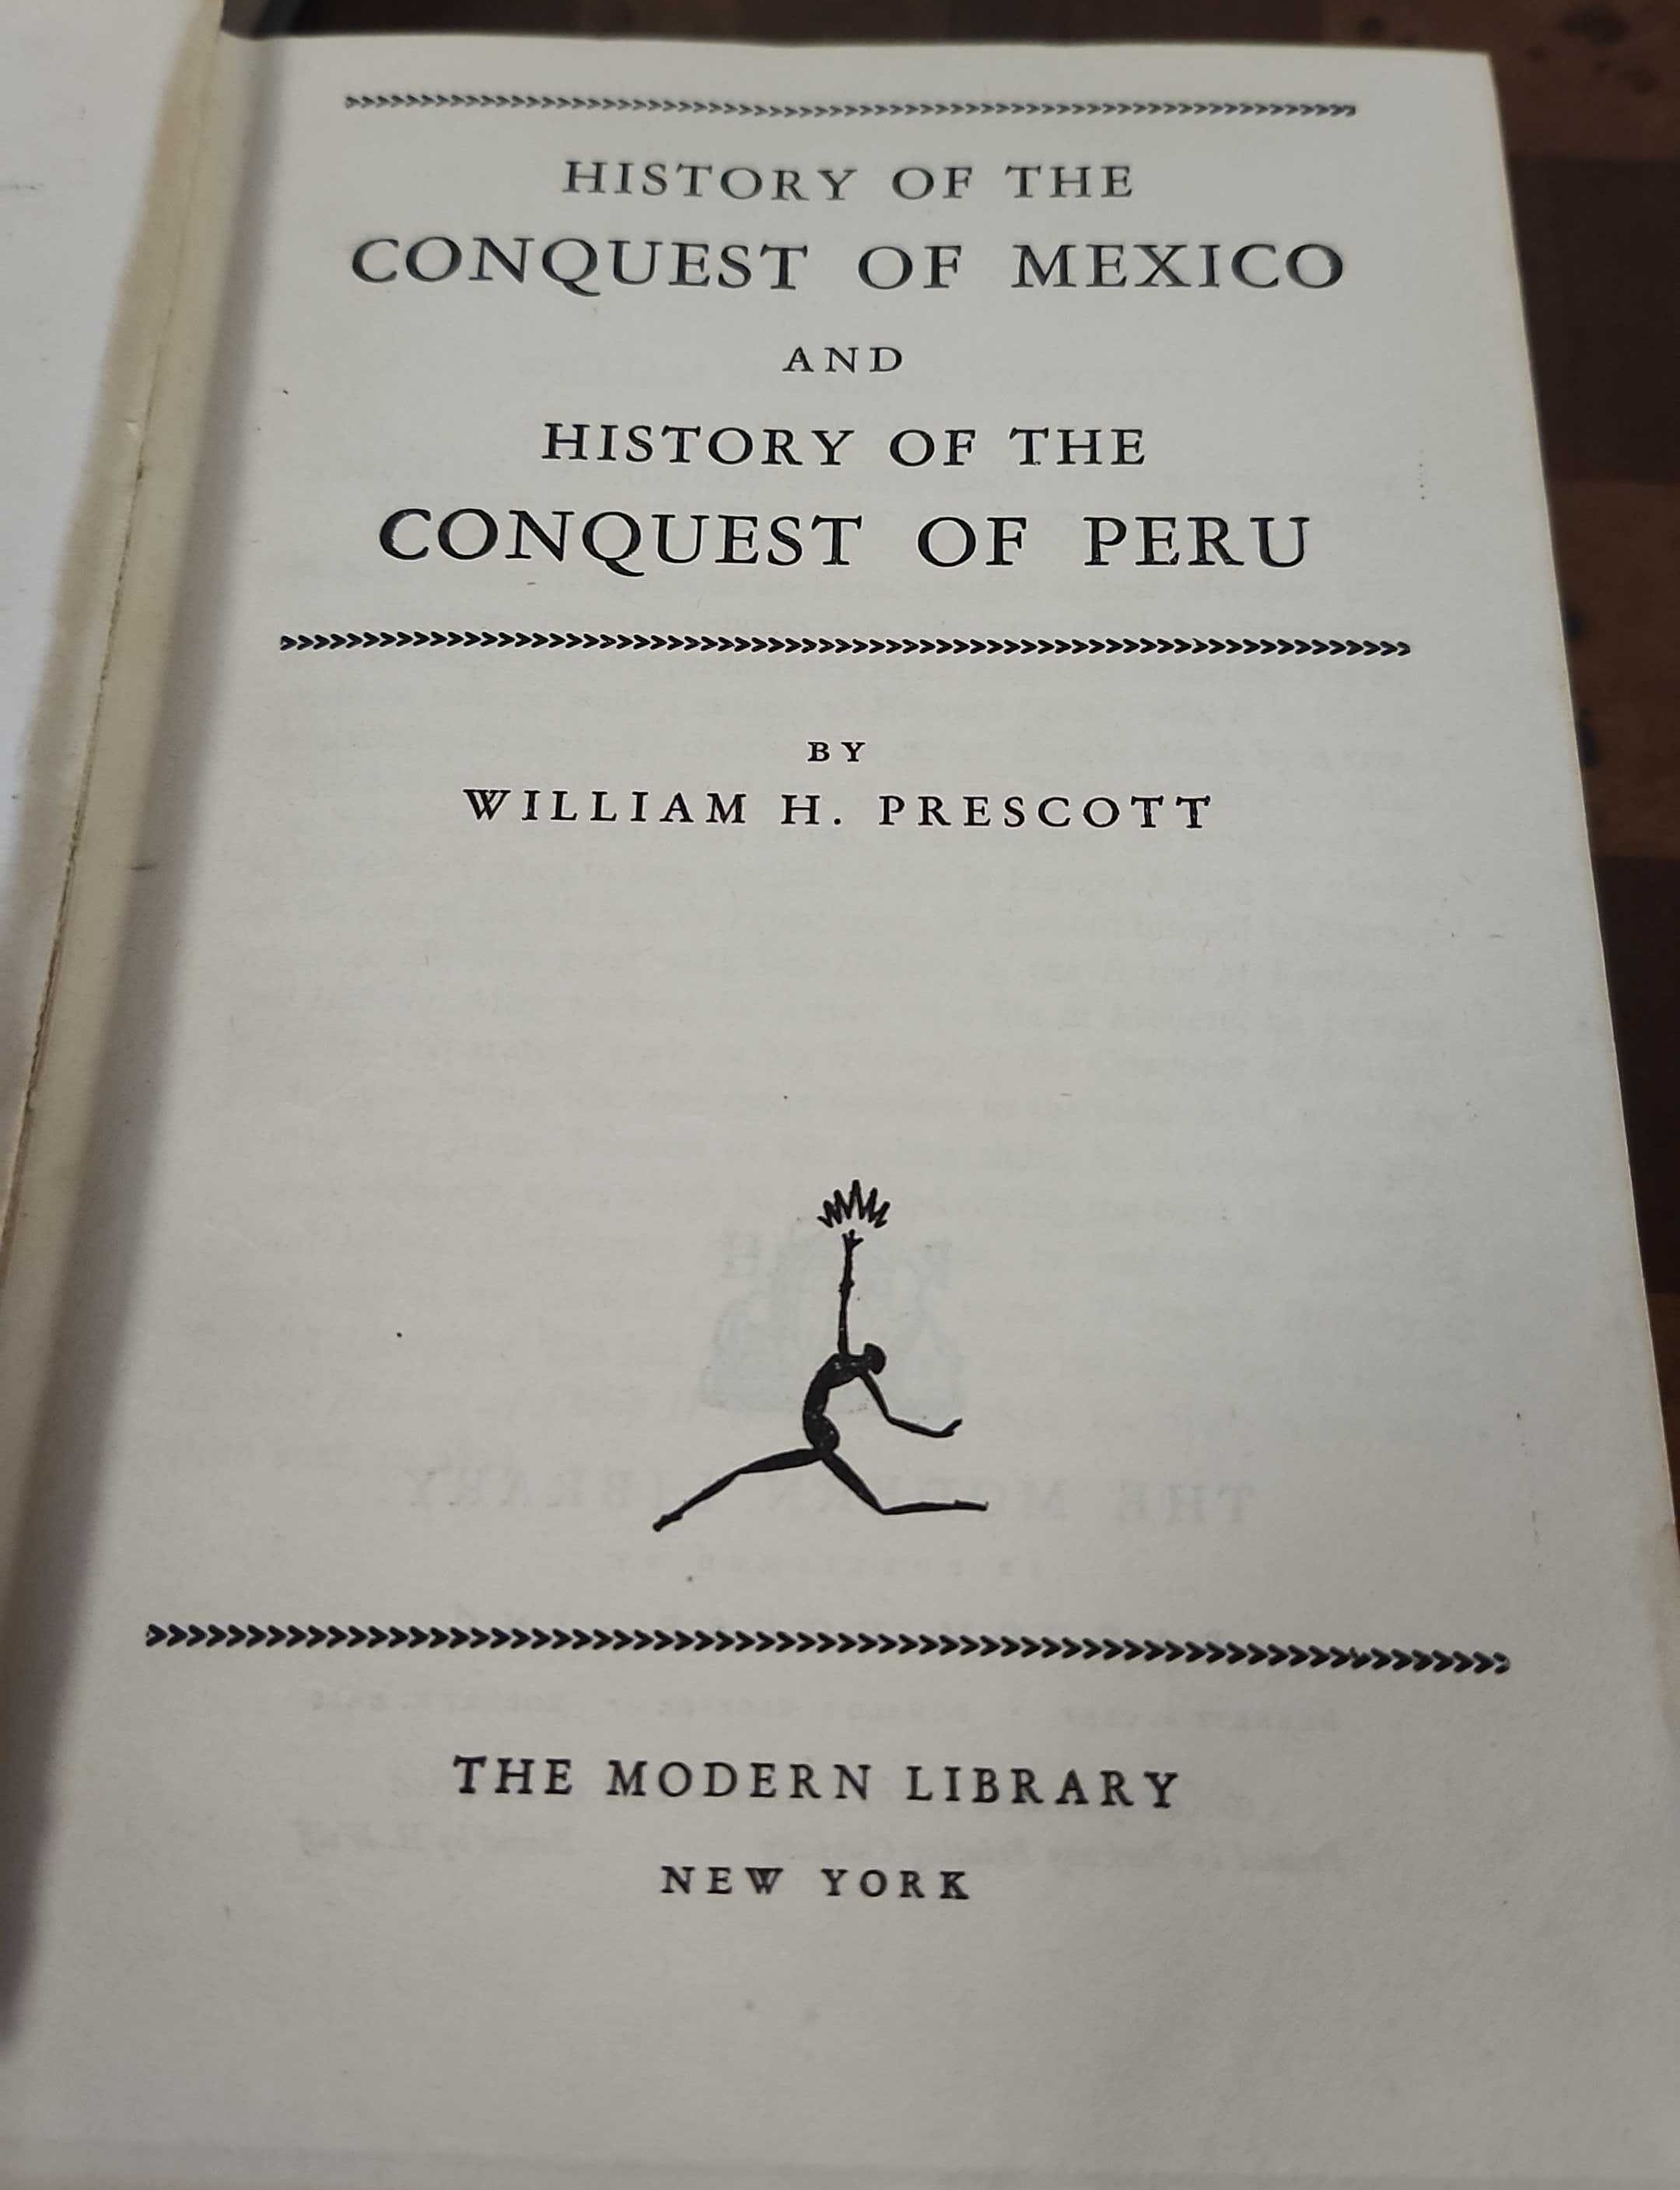 HISTORY OF THE
CONQUEST OF MEXICO
AND
HISTORY OF THE
CONQUEST OF PERU
BY
WILLIAM H. PRESCOTT
THE MODERN LIBRARY
NEW YORK